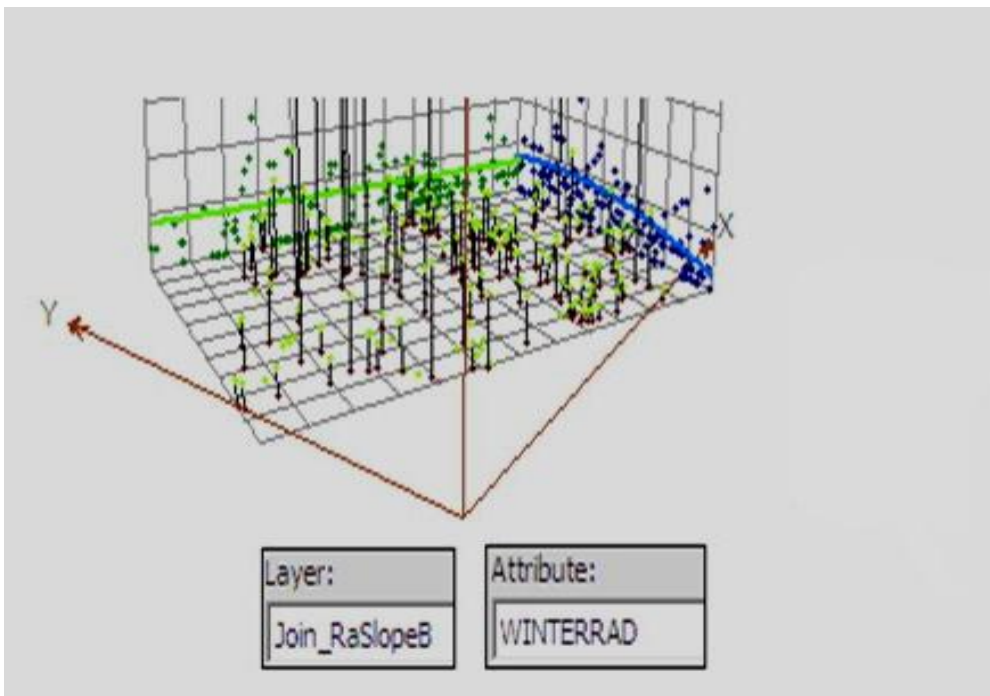 X
Y
Layer:
Attribute:
Join_RaSlopeB
WINTERRAD